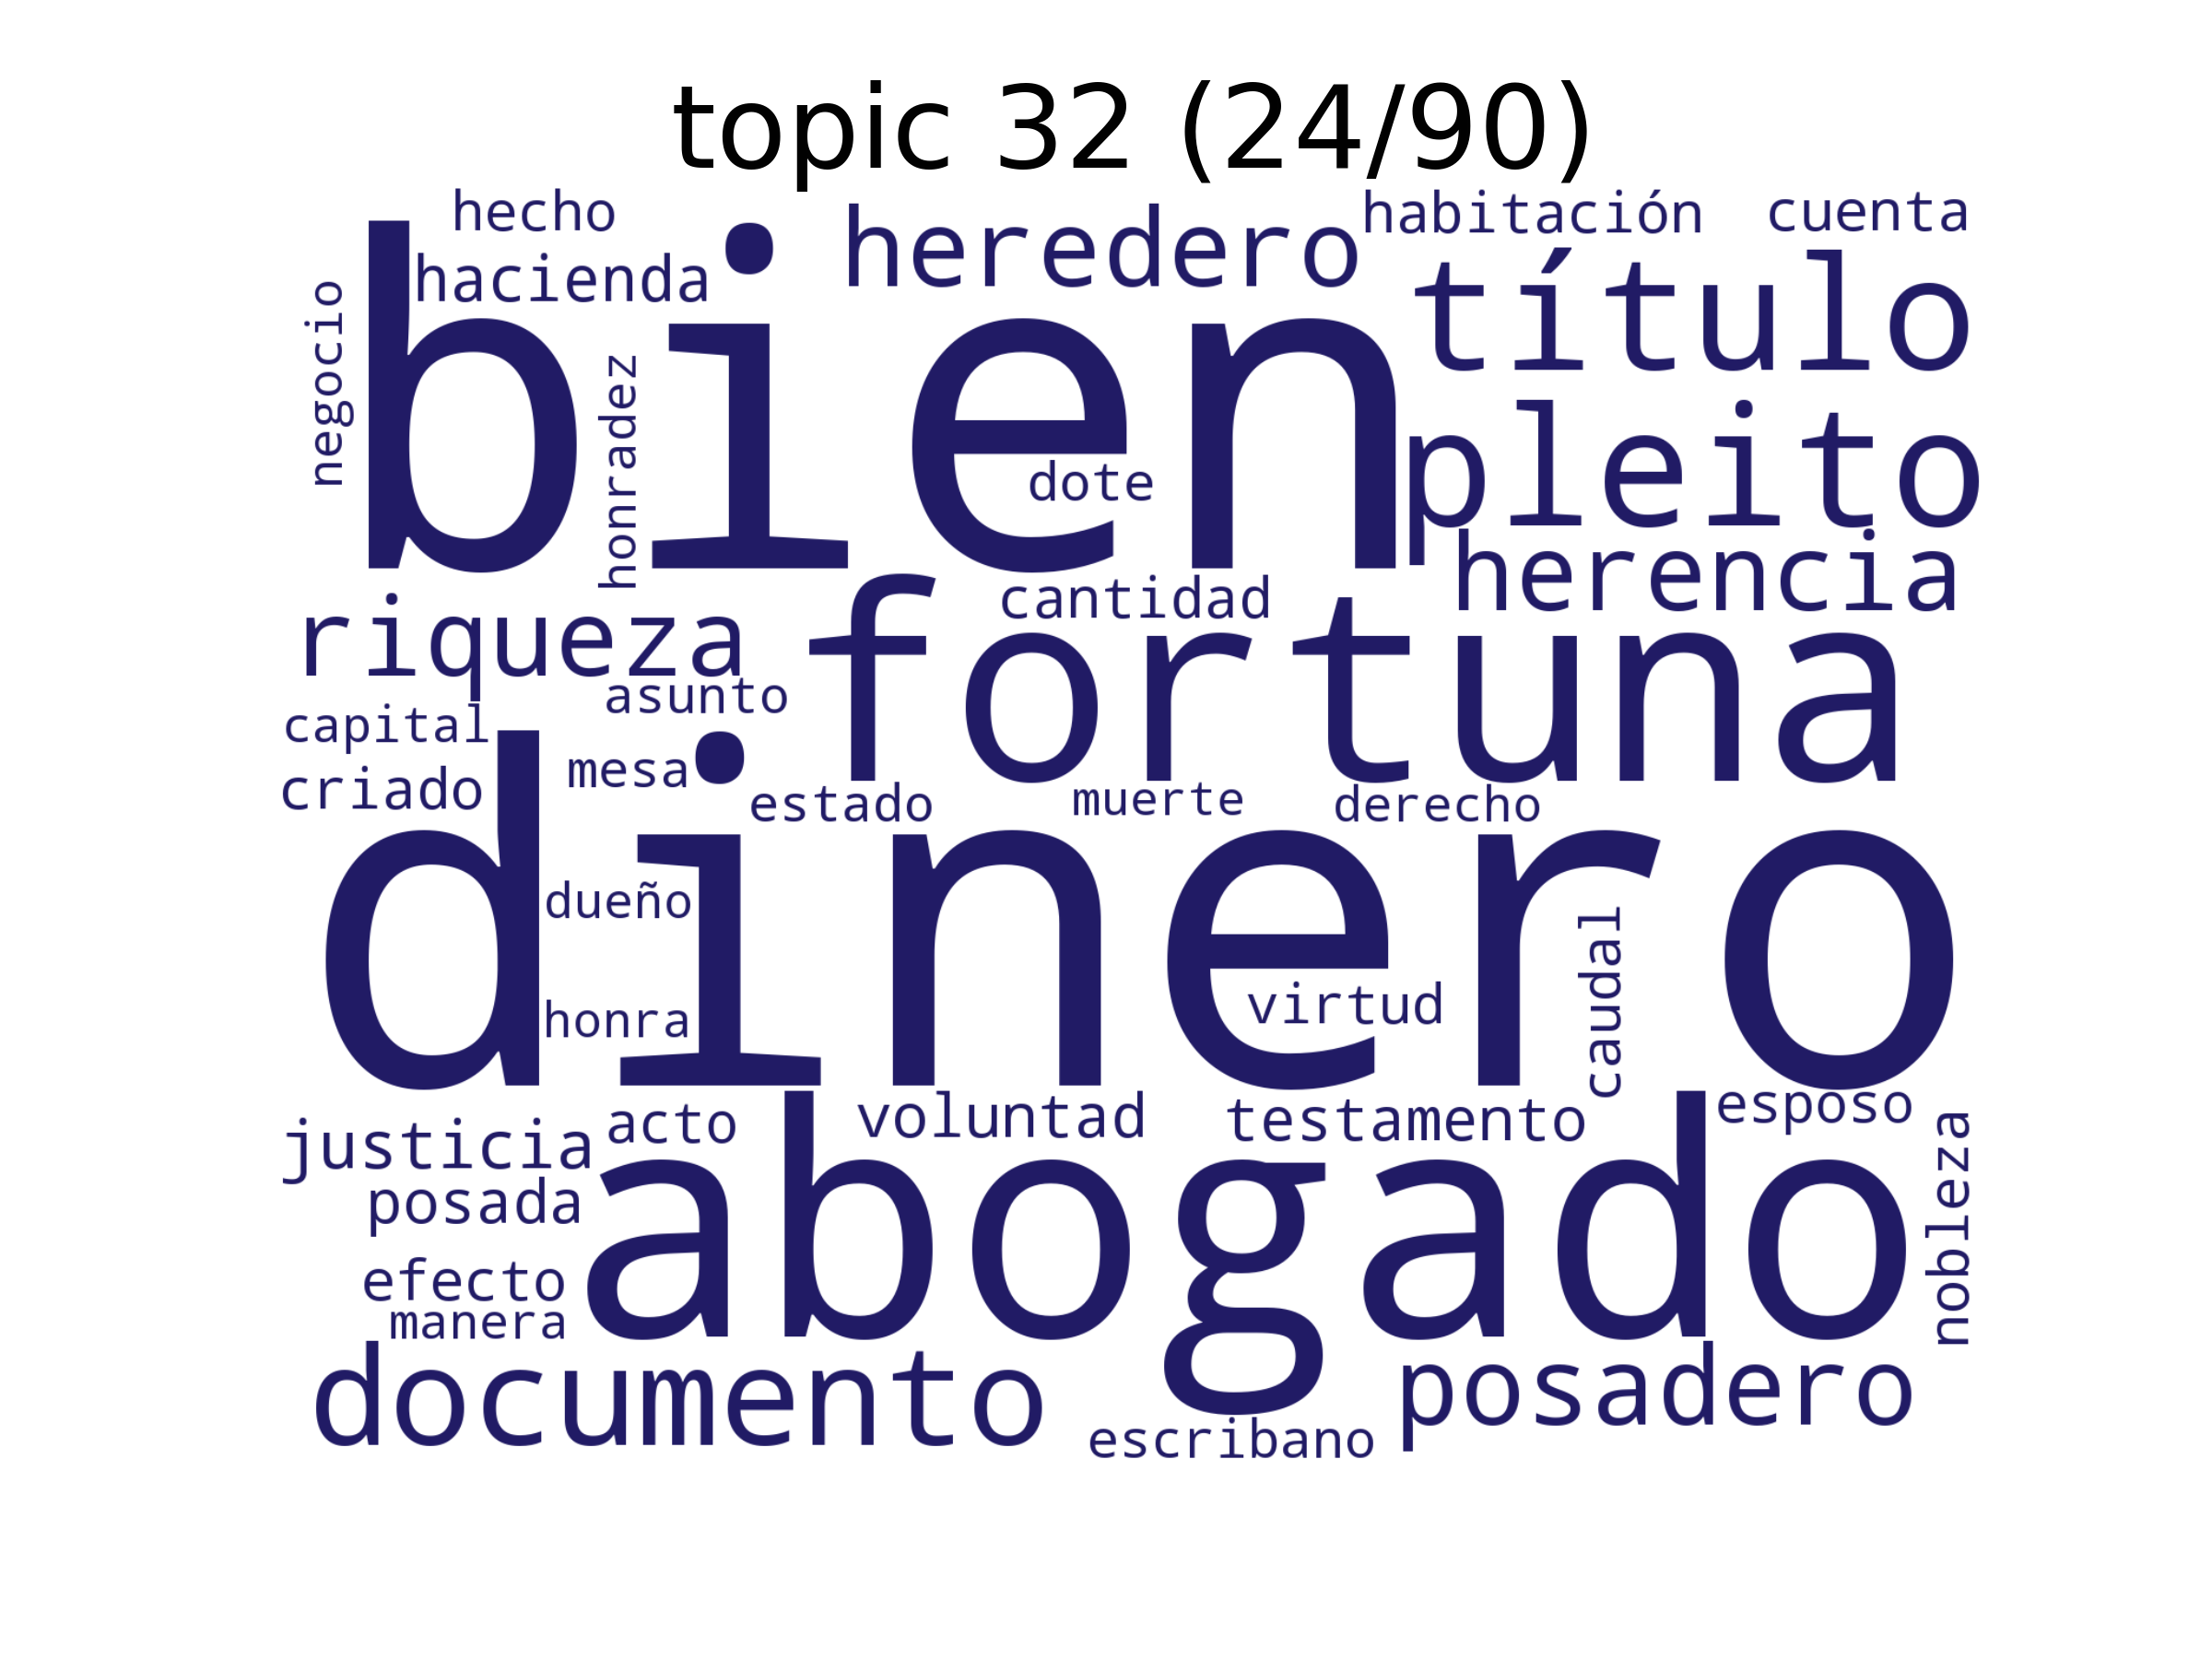 topic 32 (24/90)
hecho
heredero
habitación
cuenta
hacienda
título
negocio
bien
honradez
dote
pleito
herencia
cantidad
riqueza
fortuna
asunto
capital
criado
mesa
estado
muerte
derecho
dinero
dueño
caudal
honra
virtud
justicia
acto
voluntad
testamento
esposo
posada
abogado
nobleza
efecto
manera
documento
posadero
escribano